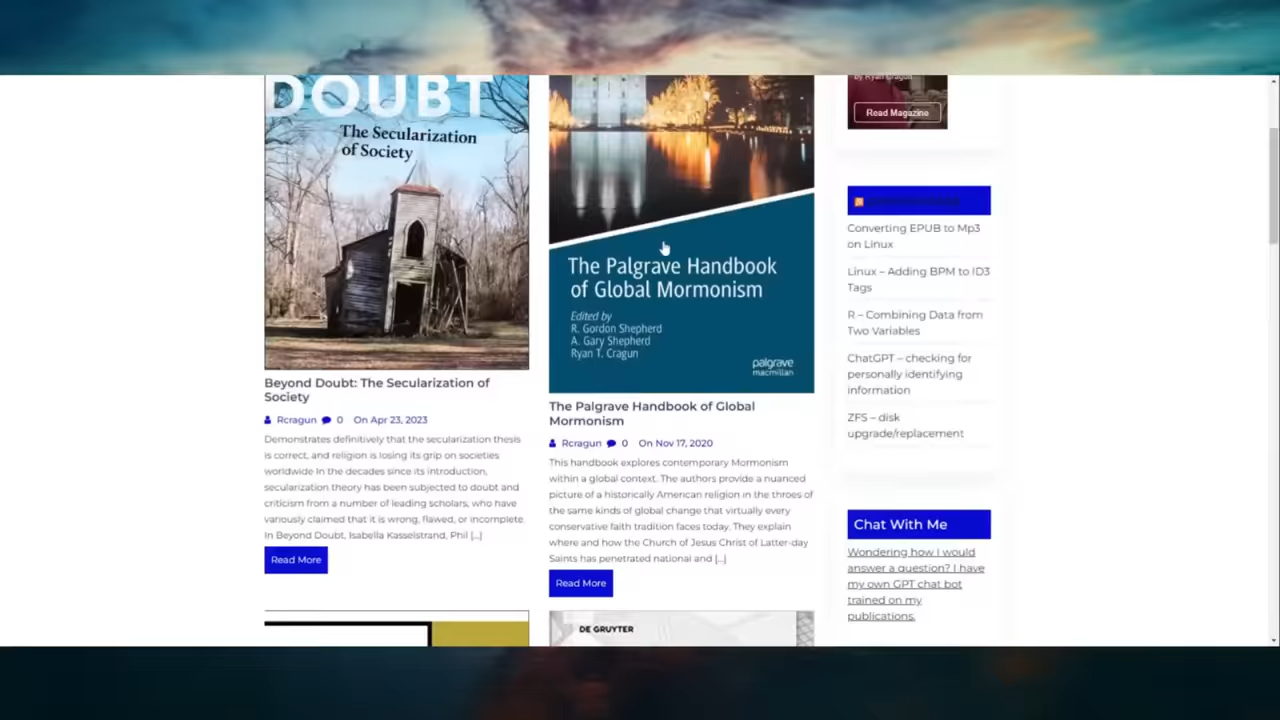 DOUBT
The Secularization
of Society
Beyond Doubt: The Secularization of
Society
Rcragun 0 On Apr 23, 2023
Demonstrates definitively that the secularization thesis
is correct, and religion is losing its grip on societies
worldwide In the decades since its introduction,
secularization theory has been subjected to doubt and
criticism from a number of leading scholars, who have
variously claimed that it is wrong, flawed, or incomplete
In Beyond Doubt, Isabella Kasselstrand, Phil [...]
Read More
The Palgrave Handbook
of Global Mormonism
Edited by
R. Gordon Shepherd
A. Gary Shepherd
Ryan T. Cragun
palgrave
macmillan
The Palgrave Handbook of Global
Mormonism
Rcragun 0 On Nov 17, 2020
This handbook explores contemporary Mormonism
within a global context. The authors provide a nuanced
picture of a historically American religion in the throes of
the same kinds of global change that virtually every
conservative faith tradition faces today. They explain
where and how the Church of Jesus Christ of Latter-day
Saints has penetrated national and [...]
Read More
DE GRUYTER
by Ryan Cragun
Read Magazine
Converting EPUB to Mp3
on Linux
Linux – Adding BPM to ID3
Tags
R – Combining Data from
Two Variables
ChatGPT – checking for
personally identifying
information
ZFS – disk
upgrade/replacement
Chat With Me
Wondering how I would
answer a question? I have
my own GPT chat bot
trained on my
publications.